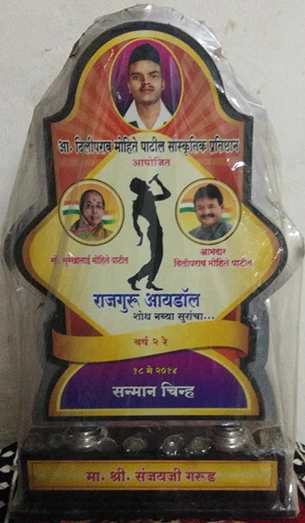 आ. दिलीपराव मोहिते पाटील सांस्कृतिक प्रतिष्ठान
आयोजित
सौ. सुरेखाताई मोहिते पाटील
आमदार
दिलीपराव मोहिते पाटील
राजगुरू आयडॉल
शोध नव्या सुरांचा...
वर्ष २ रे
१८ मे २०१४
सन्मान चिन्ह
मा. श्री. संजयजी गरूड